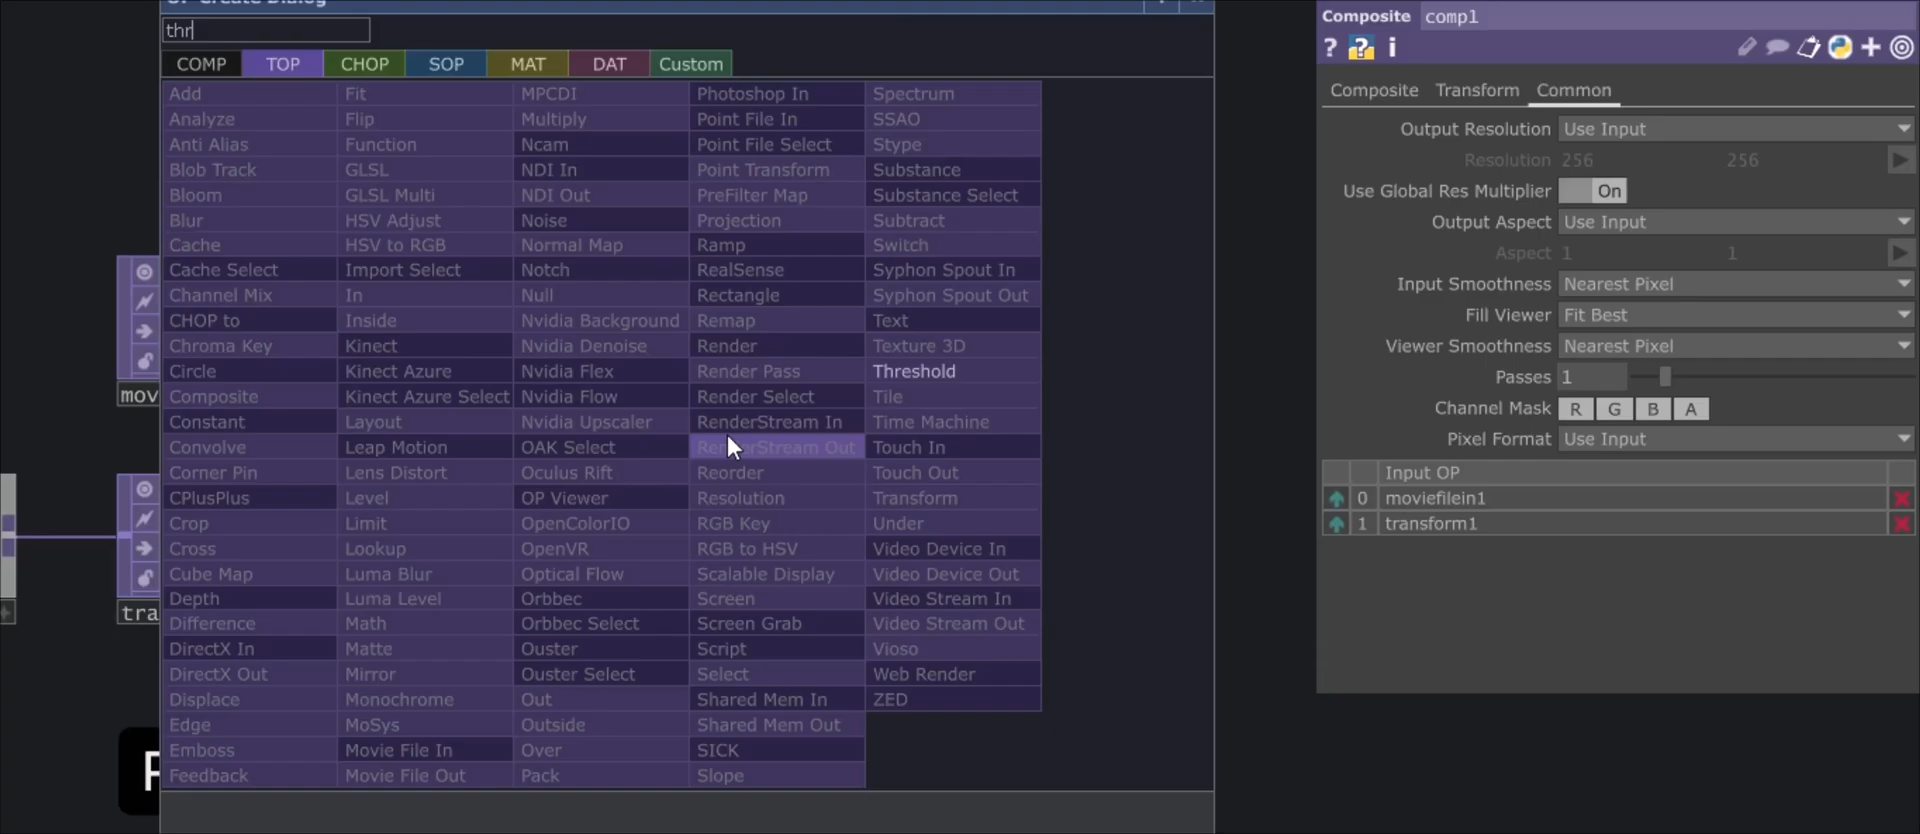 OP Create Dialog
thr
COMP TOP CHOP SOP MAT DAT Custom
Add Fit MPCDI Photoshop In Spectrum
Analyze Flip Multiply Point File In SSAO
Anti Alias Function Ncam Point File Select Stype
Blob Track GLSL NDI In Point Transform Substance
Bloom GLSL Multi NDI Out PreFilter Map Substance Select
Blur HSV Adjust Noise Projection Subtract
Cache HSV to RGB Normal Map Ramp Switch
Cache Select Import Select Notch RealSense Syphon Spout In
Channel Mix In Null Rectangle Syphon Spout Out
CHOP to Inside Nvidia Background Remap Text
Chroma Key Kinect Nvidia Denoise Render Texture 3D
Circle Kinect Azure Nvidia Flex Render Pass Threshold
Composite Kinect Azure Select Nvidia Flow Render Select Tile
Constant Layout Nvidia Upscaler RenderStream In Time Machine
Convolve Leap Motion OAK Select RenderStream Out Touch In
Corner Pin Lens Distort Oculus Rift Reorder Touch Out
CPlusPlus Level OP Viewer Resolution Transform
Crop Limit OpenColorIO RGB Key Under
Cross Lookup OpenVR RGB to HSV Video Device In
Cube Map Luma Blur Optical Flow Scalable Display Video Device Out
Depth Luma Level Orbbec Screen Video Stream In
Difference Math Orbbec Select Screen Grab Video Stream Out
DirectX In Matte Ouster Script Vioso
DirectX Out Mirror Ouster Select Select Web Render
Displace Monochrome Out Shared Mem In ZED
Edge MoSys Outside Shared Mem Out
Emboss Movie File In Over SICK
Feedback Movie File Out Pack Slope
mov
tra
Composite comp1
? ? i
Composite Transform Common
Output Resolution Use Input
Resolution 256 256
Use Global Res Multiplier On
Output Aspect Use Input
Aspect 1 1
Input Smoothness Nearest Pixel
Fill Viewer Fit Best
Viewer Smoothness Nearest Pixel
Passes 1
Channel Mask R G B A
Pixel Format Use Input
Input OP
0 moviefilein1
1 transform1